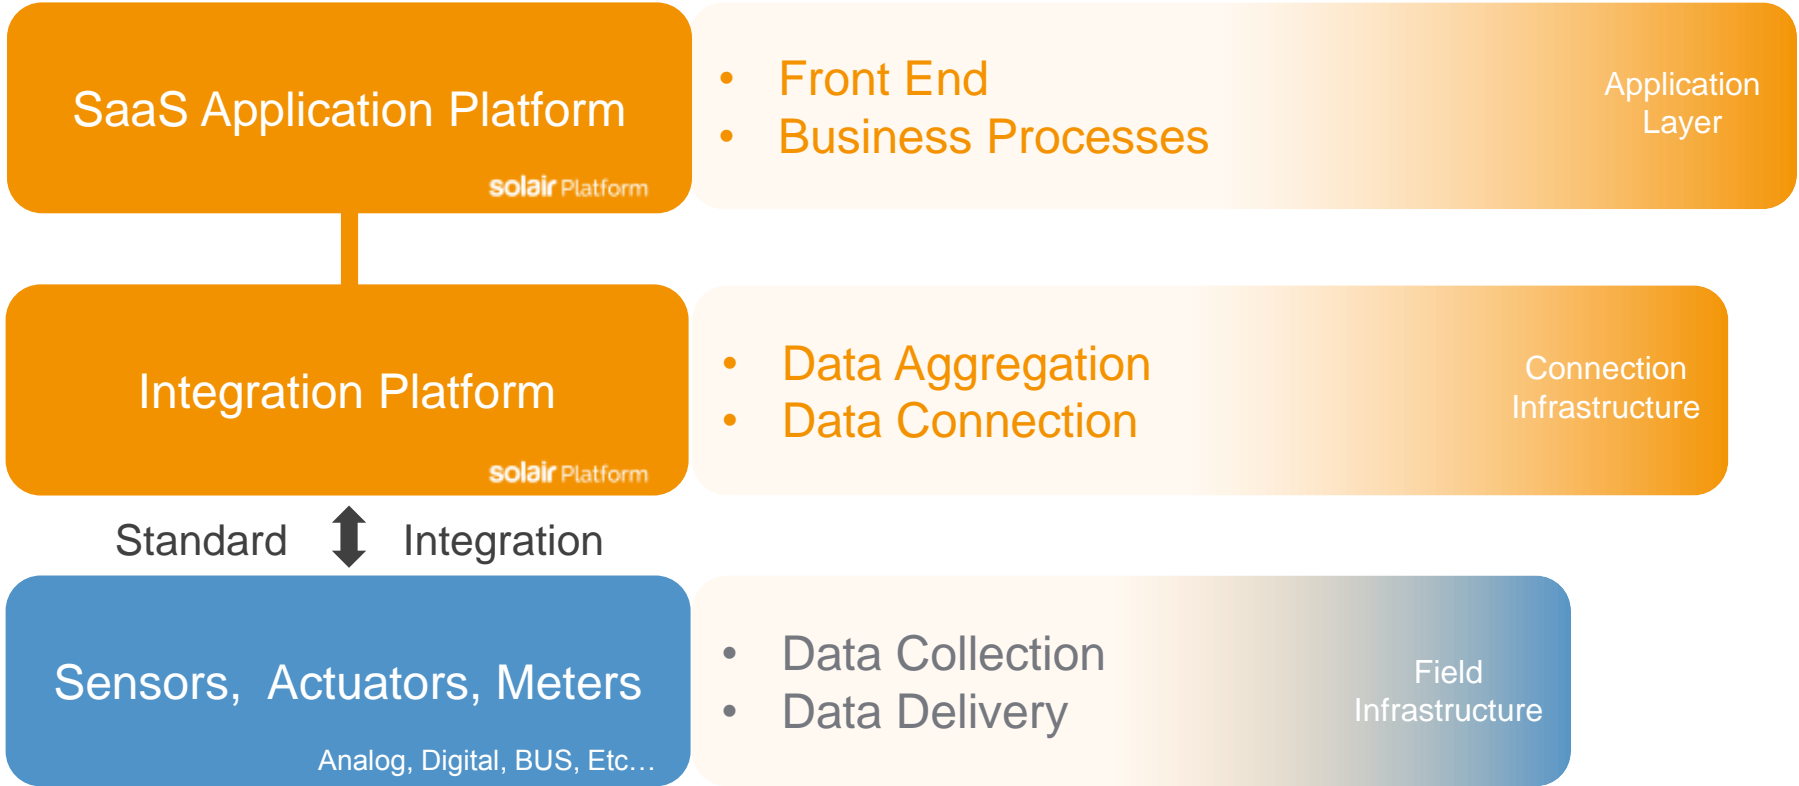 SaaS Application Platform
solair Platform
• Front End
• Business Processes
Application
Layer
Integration Platform
solair Platform
• Data Aggregation
• Data Connection
Connection
Infrastructure
Standard Integration
Sensors, Actuators, Meters
Analog, Digital, BUS, Etc…
• Data Collection
• Data Delivery
Field
Infrastructure